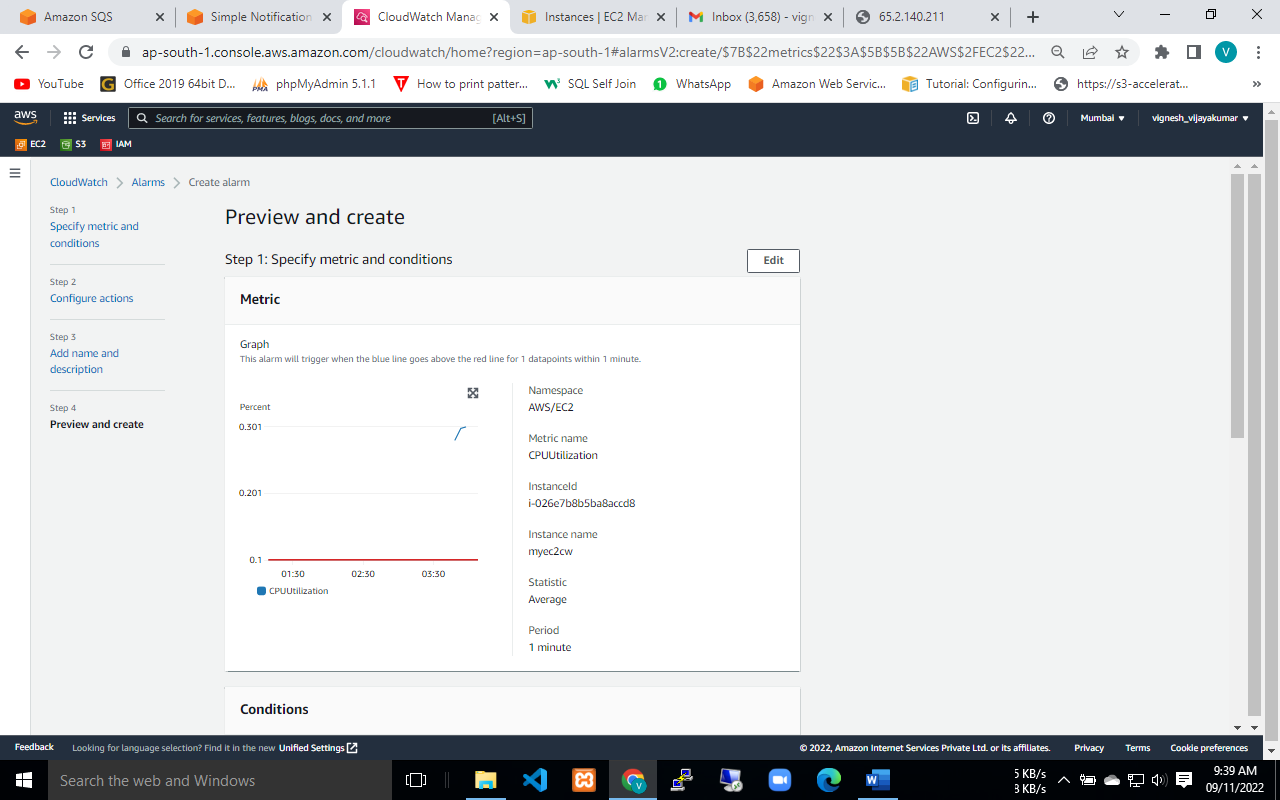 Amazon SQS
Simple Notification
CloudWatch Manag
Instances | EC2 Mar
Inbox (3,658) - vign
65.2.140.211
ap-south-1.console.aws.amazon.com/cloudwatch/home?region=ap-south-1#alarmsV2:create/$7B$22metrics$22$3A$5B$5B$22AWS$2FEC2$22...
V
YouTube
Office 2019 64bit D...
phpMyAdmin 5.1.1
How to print patter...
SQL Self Join
WhatsApp
Amazon Web Servic...
Tutorial: Configurin...
https://s3-accelerat...
aws
Services
Search for services, features, blogs, docs, and more
[Alt+S]
Mumbai
vignesh_vijayakumar
EC2
S3
IAM
CloudWatch
Alarms
Create alarm
Step 1
Specify metric and
conditions
Step 2
Configure actions
Step 3
Add name and
description
Step 4
Preview and create
Preview and create
Step 1: Specify metric and conditions
Edit
Metric
Graph
This alarm will trigger when the blue line goes above the red line for 1 datapoints within 1 minute.
Percent
0.301
0.201
0.1
01:30
02:30
03:30
CPUUtilization
Namespace
AWS/EC2
Metric name
CPUUtilization
InstanceId
i-026e7b8b5ba8accd8
Instance name
myec2cw
Statistic
Average
Period
1 minute
Conditions
Feedback
Looking for language selection? Find it in the new Unified Settings
© 2022, Amazon Internet Services Private Ltd. or its affiliates.
Privacy
Terms
Cookie preferences
Search the web and Windows
5 KB/s
8 KB/s
9:39 AM
09/11/2022